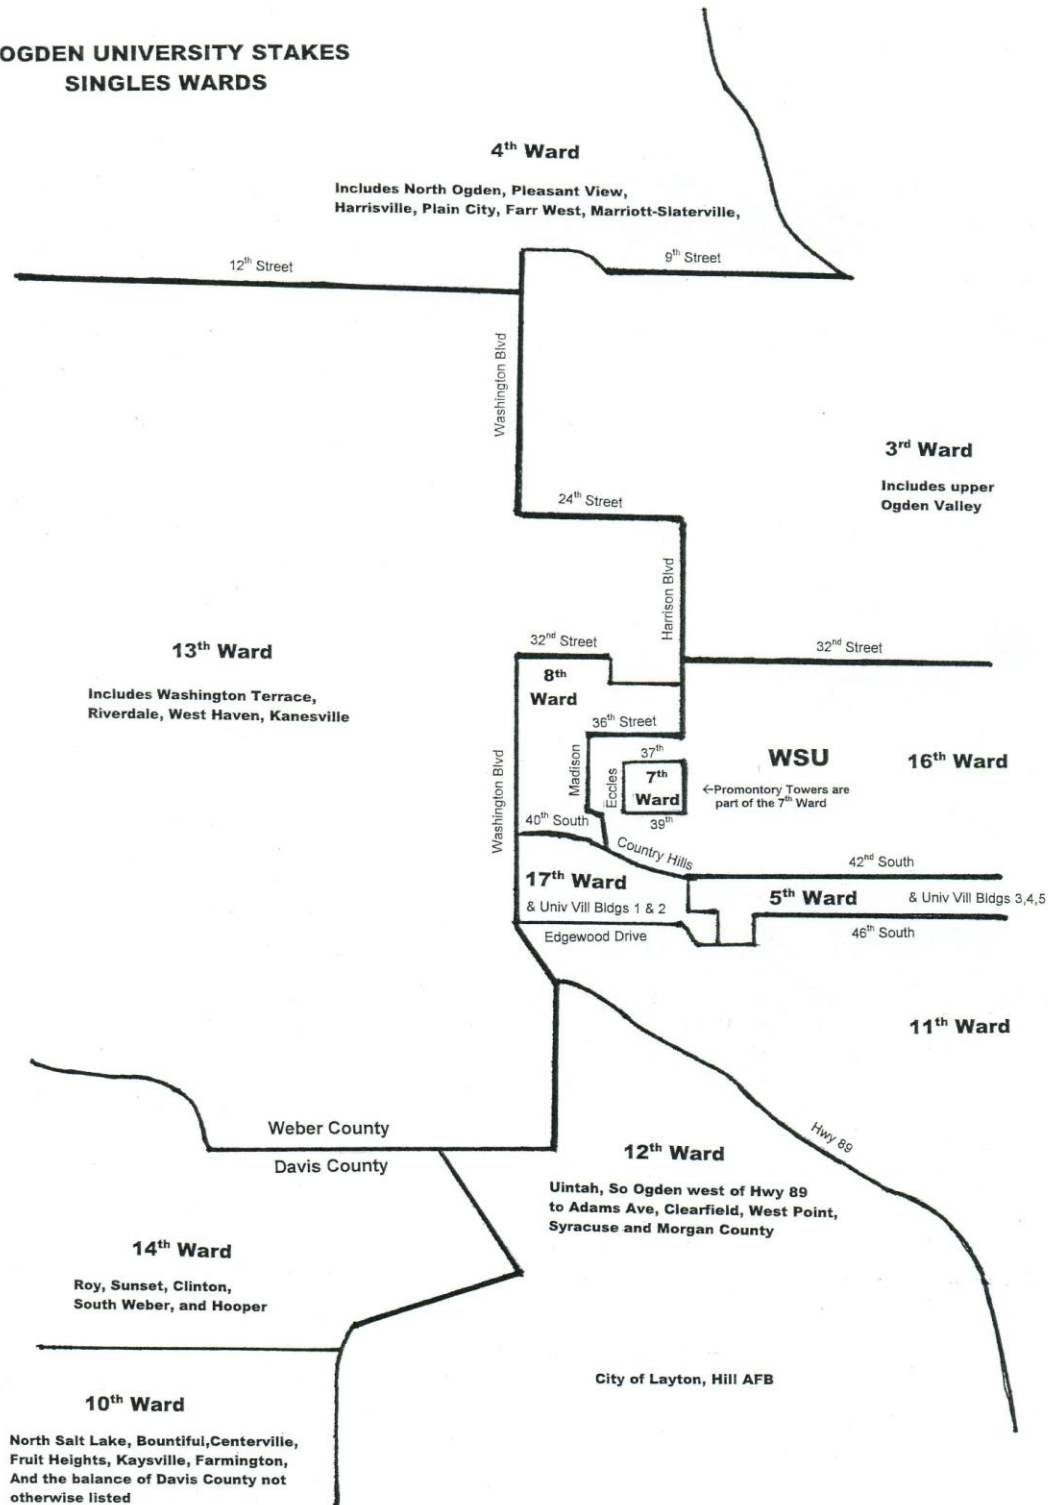 OGDEN UNIVERSITY STAKES
SINGLES WARDS
4th Ward
Includes North Ogden, Pleasant View,
Harrisville, Plain City, Farr West, Marriott-Slaterville,
12th Street
9th Street
Washington Blvd
3rd Ward
Includes upper
Ogden Valley
24th Street
Harrison Blvd
13th Ward
Includes Washington Terrace,
Riverdale, West Haven, Kanesville
32nd Street
32nd Street
8th
Ward
36th Street
Madison
Eccles
37th
7th
Ward
39th
WSU
16th Ward
←Promontory Towers are
part of the 7th Ward
Washington Blvd
40th South
Country Hills
42nd South
17th Ward
& Univ Vill Bldgs 1 & 2
5th Ward
& Univ Vill Bldgs 3,4,5
Edgewood Drive
46th South
11th Ward
Weber County
Davis County
Hwy 89
12th Ward
Uintah, So Ogden west of Hwy 89
to Adams Ave, Clearfield, West Point,
Syracuse and Morgan County
14th Ward
Roy, Sunset, Clinton,
South Weber, and Hooper
City of Layton, Hill AFB
10th Ward
North Salt Lake, Bountiful,Centerville,
Fruit Heights, Kaysville, Farmington,
And the balance of Davis County not
otherwise listed